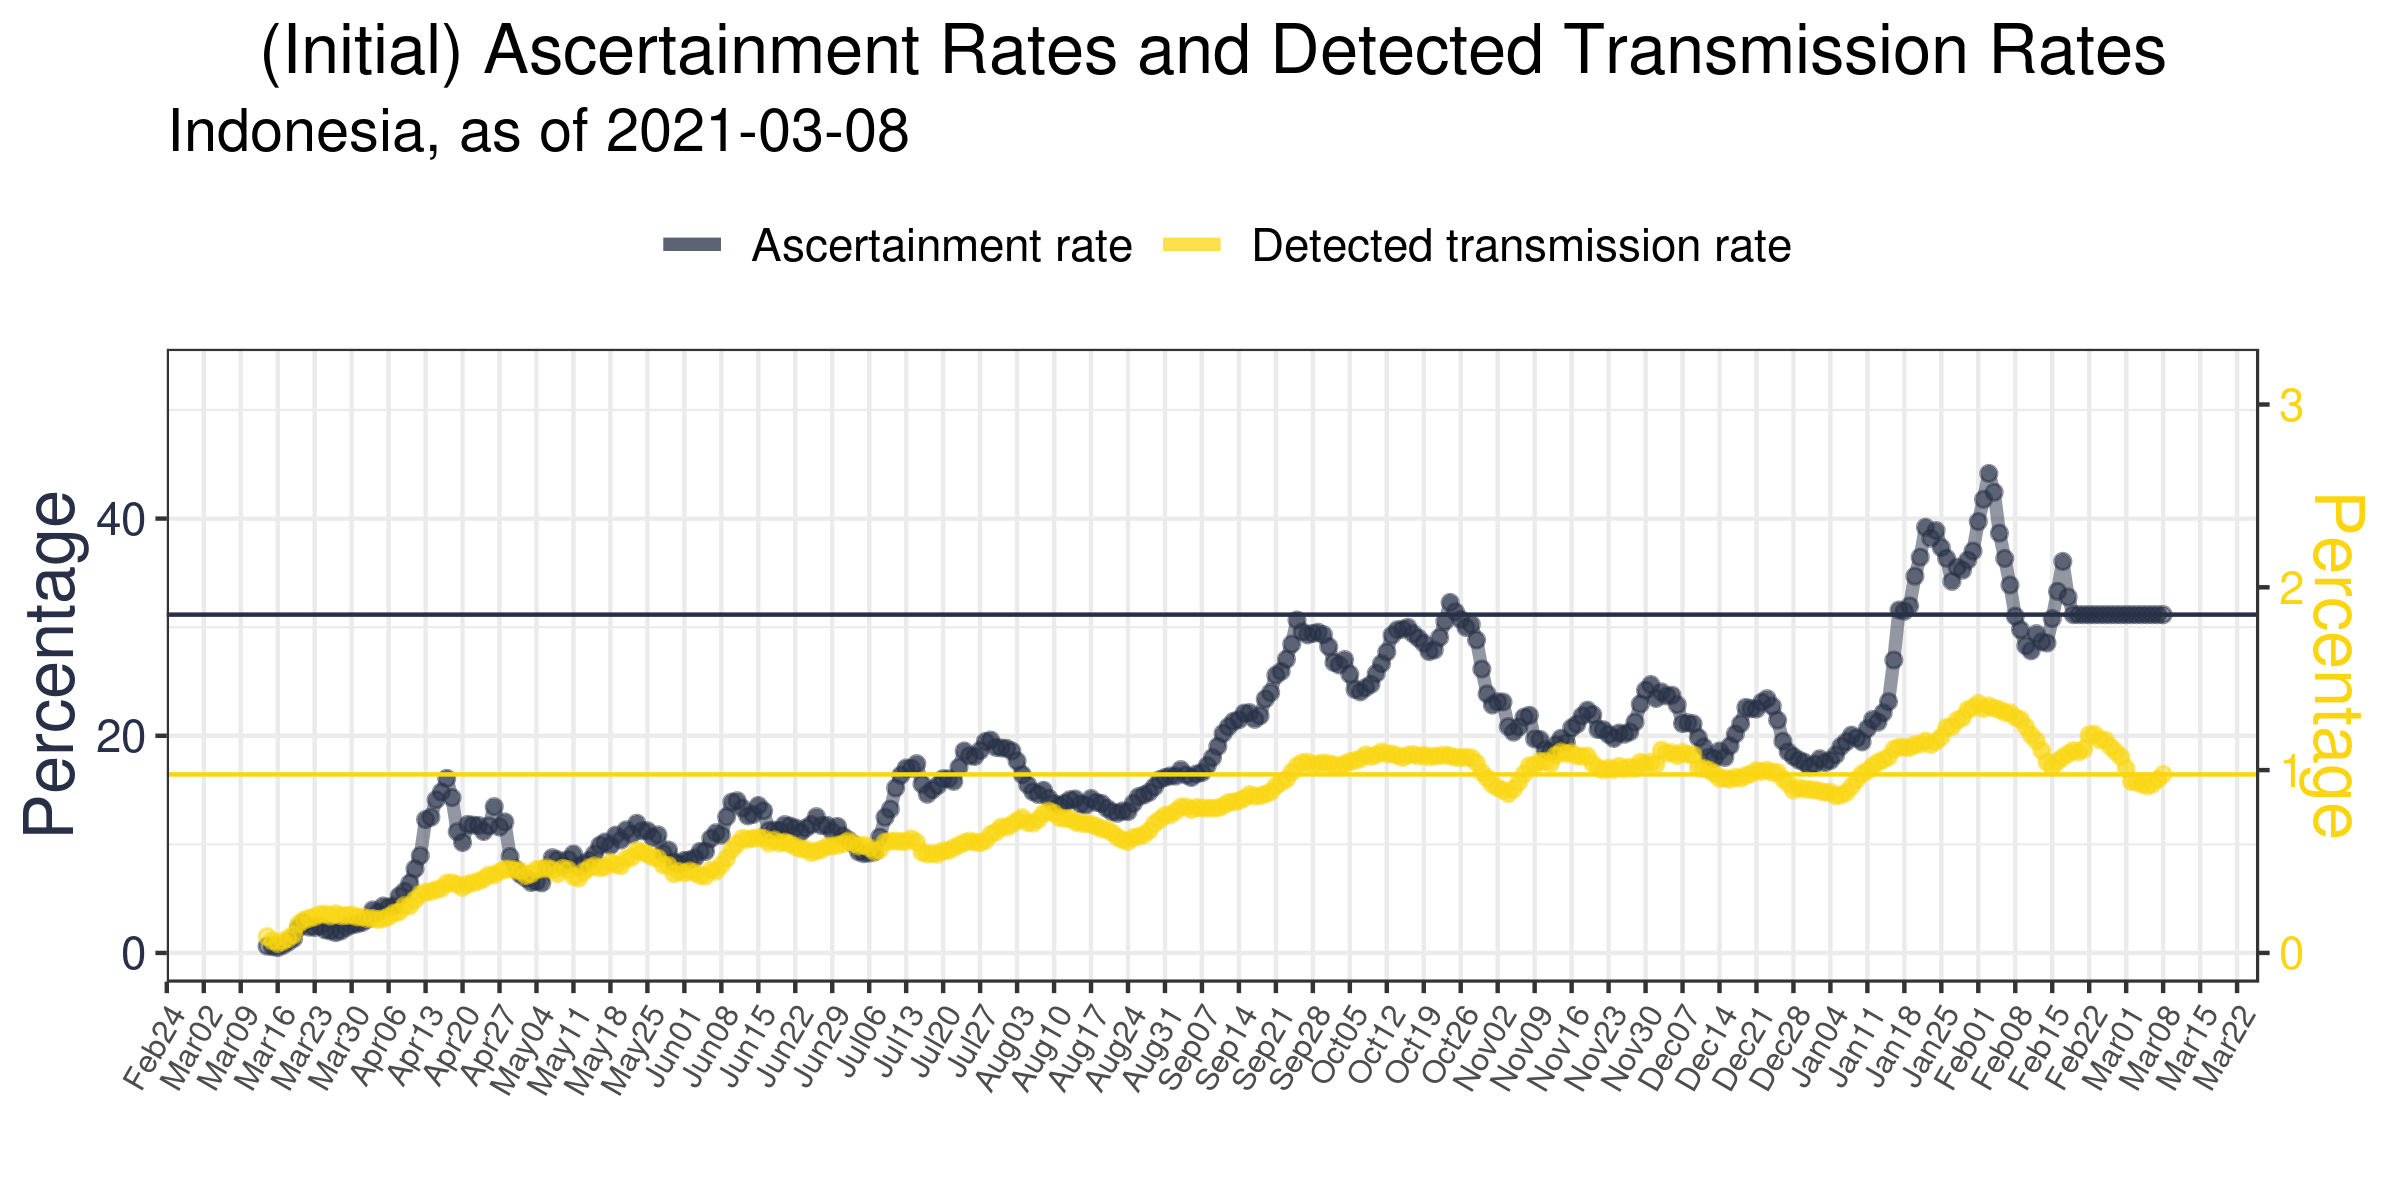 (Initial) Ascertainment Rates and Detected Transmission Rates
Indonesia, as of 2021-03-08
Ascertainment rate
Detected transmission rate
Percentage
40
20
0
3
2
1
0
Percentage
Feb24
Mar02
Mar09
Mar16
Mar23
Mar30
Apr06
Apr13
Apr20
Apr27
May04
May11
May18
May25
Jun01
Jun08
Jun15
Jun22
Jun29
Jul06
Jul13
Jul20
Jul27
Aug03
Aug10
Aug17
Aug24
Aug31
Sep07
Sep14
Sep21
Sep28
Oct05
Oct12
Oct19
Oct26
Nov02
Nov09
Nov16
Nov23
Nov30
Dec07
Dec14
Dec21
Dec28
Jan04
Jan11
Jan18
Jan25
Feb01
Feb08
Feb15
Feb22
Mar01
Mar08
Mar15
Mar22